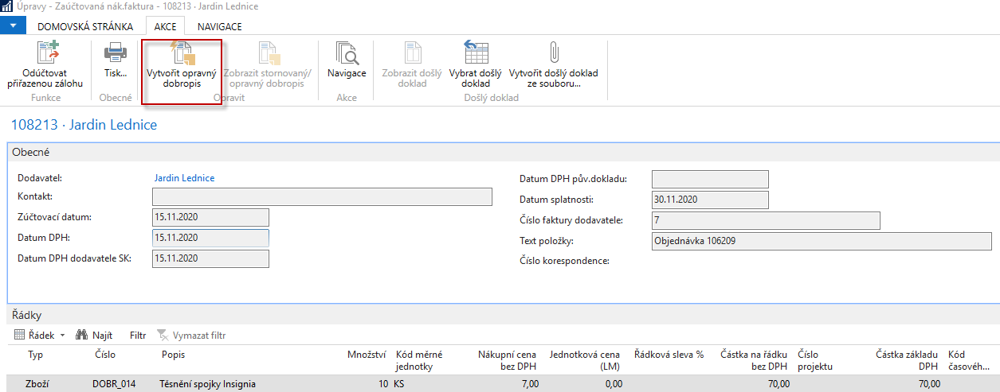 Úpravy - Zaúčtovaná nák.faktura - 108213 · Jardin Lednice
DOMOVSKÁ STRÁNKA AKCE NAVIGACE
Odúčtovat přiřazenou zálohu
Tisk...
Vytvořit opravný dobropis
Zobrazit stornovaný/ opravný dobropis
Navigace
Zobrazit došlý doklad
Vybrat došlý doklad
Vytvořit došlý doklad ze souboru...
Funkce Obecné Opravit Akce Došlý doklad
108213 · Jardin Lednice
Obecné
Dodavatel: Jardin Lednice
Kontakt:
Zúčtovací datum: 15.11.2020
Datum DPH: 15.11.2020
Datum DPH dodavatele SK: 15.11.2020
Datum DPH pův.dokladu:
Datum splatnosti: 30.11.2020
Číslo faktury dodavatele: 7
Text položky: Objednávka 106209
Číslo korespondence:
Řádky
Řádek Najít Filtr Vymazat filtr
Typ Číslo Popis Množství Kód měrné jednotky Nákupní cena bez DPH Jednotková cena (LM) Řádková sleva % Částka na řádku bez DPH Číslo projektu Částka základu DPH Kód časovéh...
Zboží DOBR_014 Těsnění spojky Insignia 10 KS 7,00 0,00 70,00 70,00